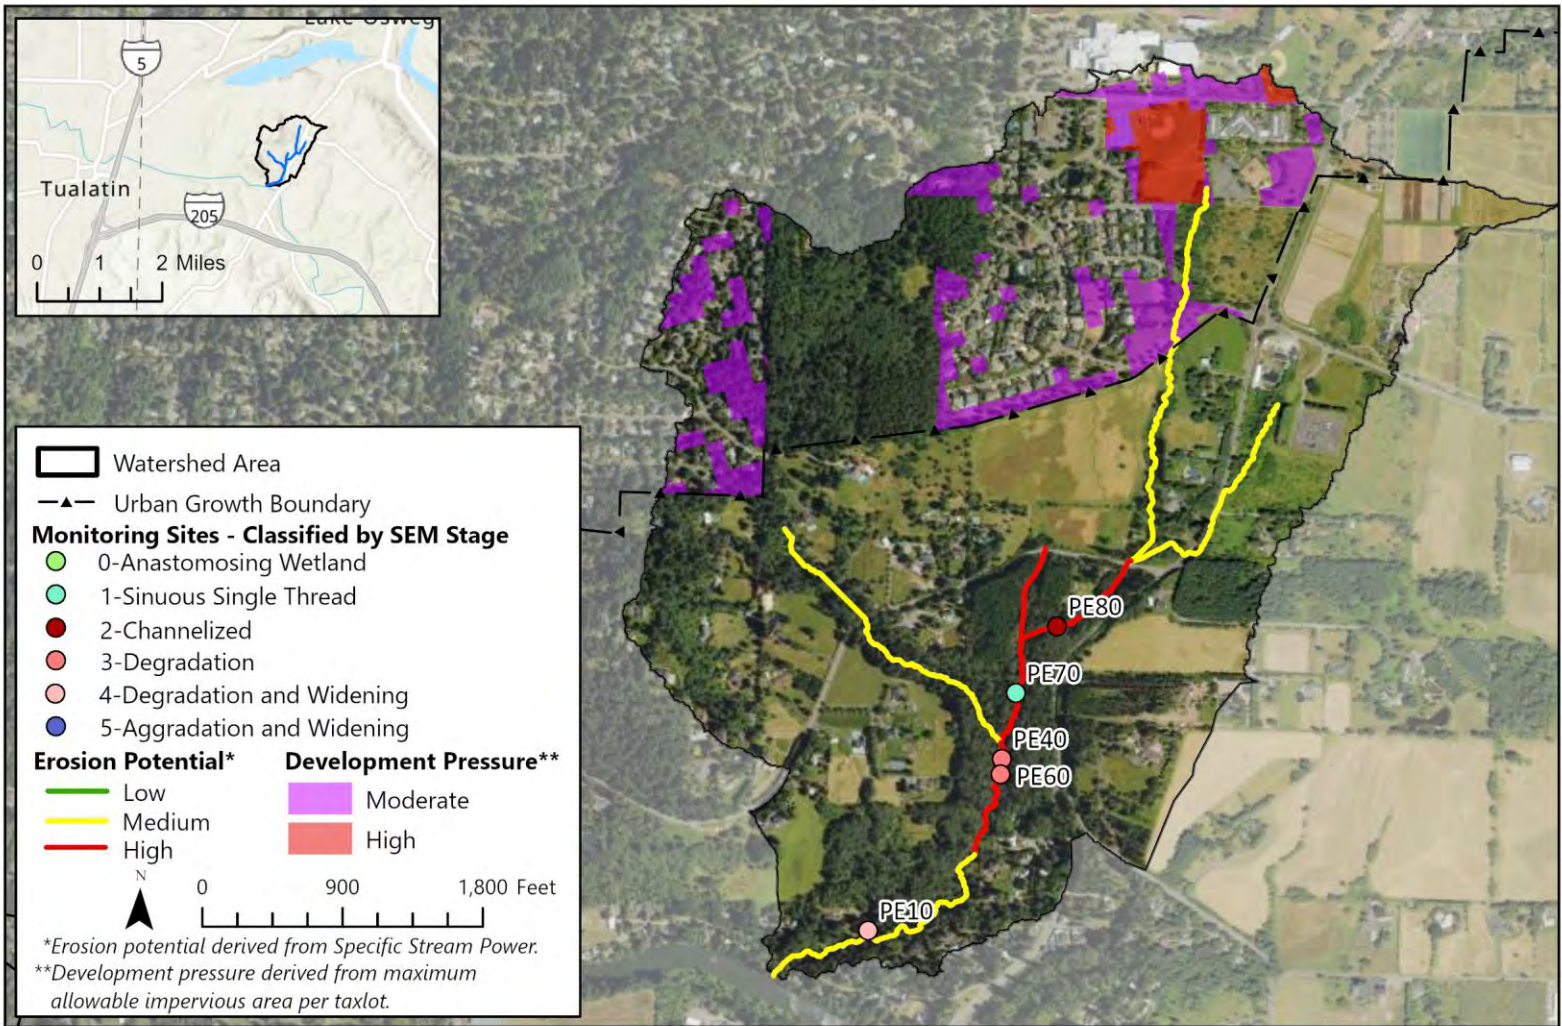 Lake Osweg
5
Tualatin
205
0 1 2 Miles
Watershed Area
Urban Growth Boundary
Monitoring Sites - Classified by SEM Stage
0-Anastomosing Wetland
1-Sinuous Single Thread
2-Channelized
3-Degradation
4-Degradation and Widening
5-Aggradation and Widening
Erosion Potential* Development Pressure**
Low
Medium
High
Moderate
High
N
0 900 1,800 Feet
*Erosion potential derived from Specific Stream Power.
**Development pressure derived from maximum
allowable impervious area per taxlot.
PE80
PE70
PE40
PE60
PE10